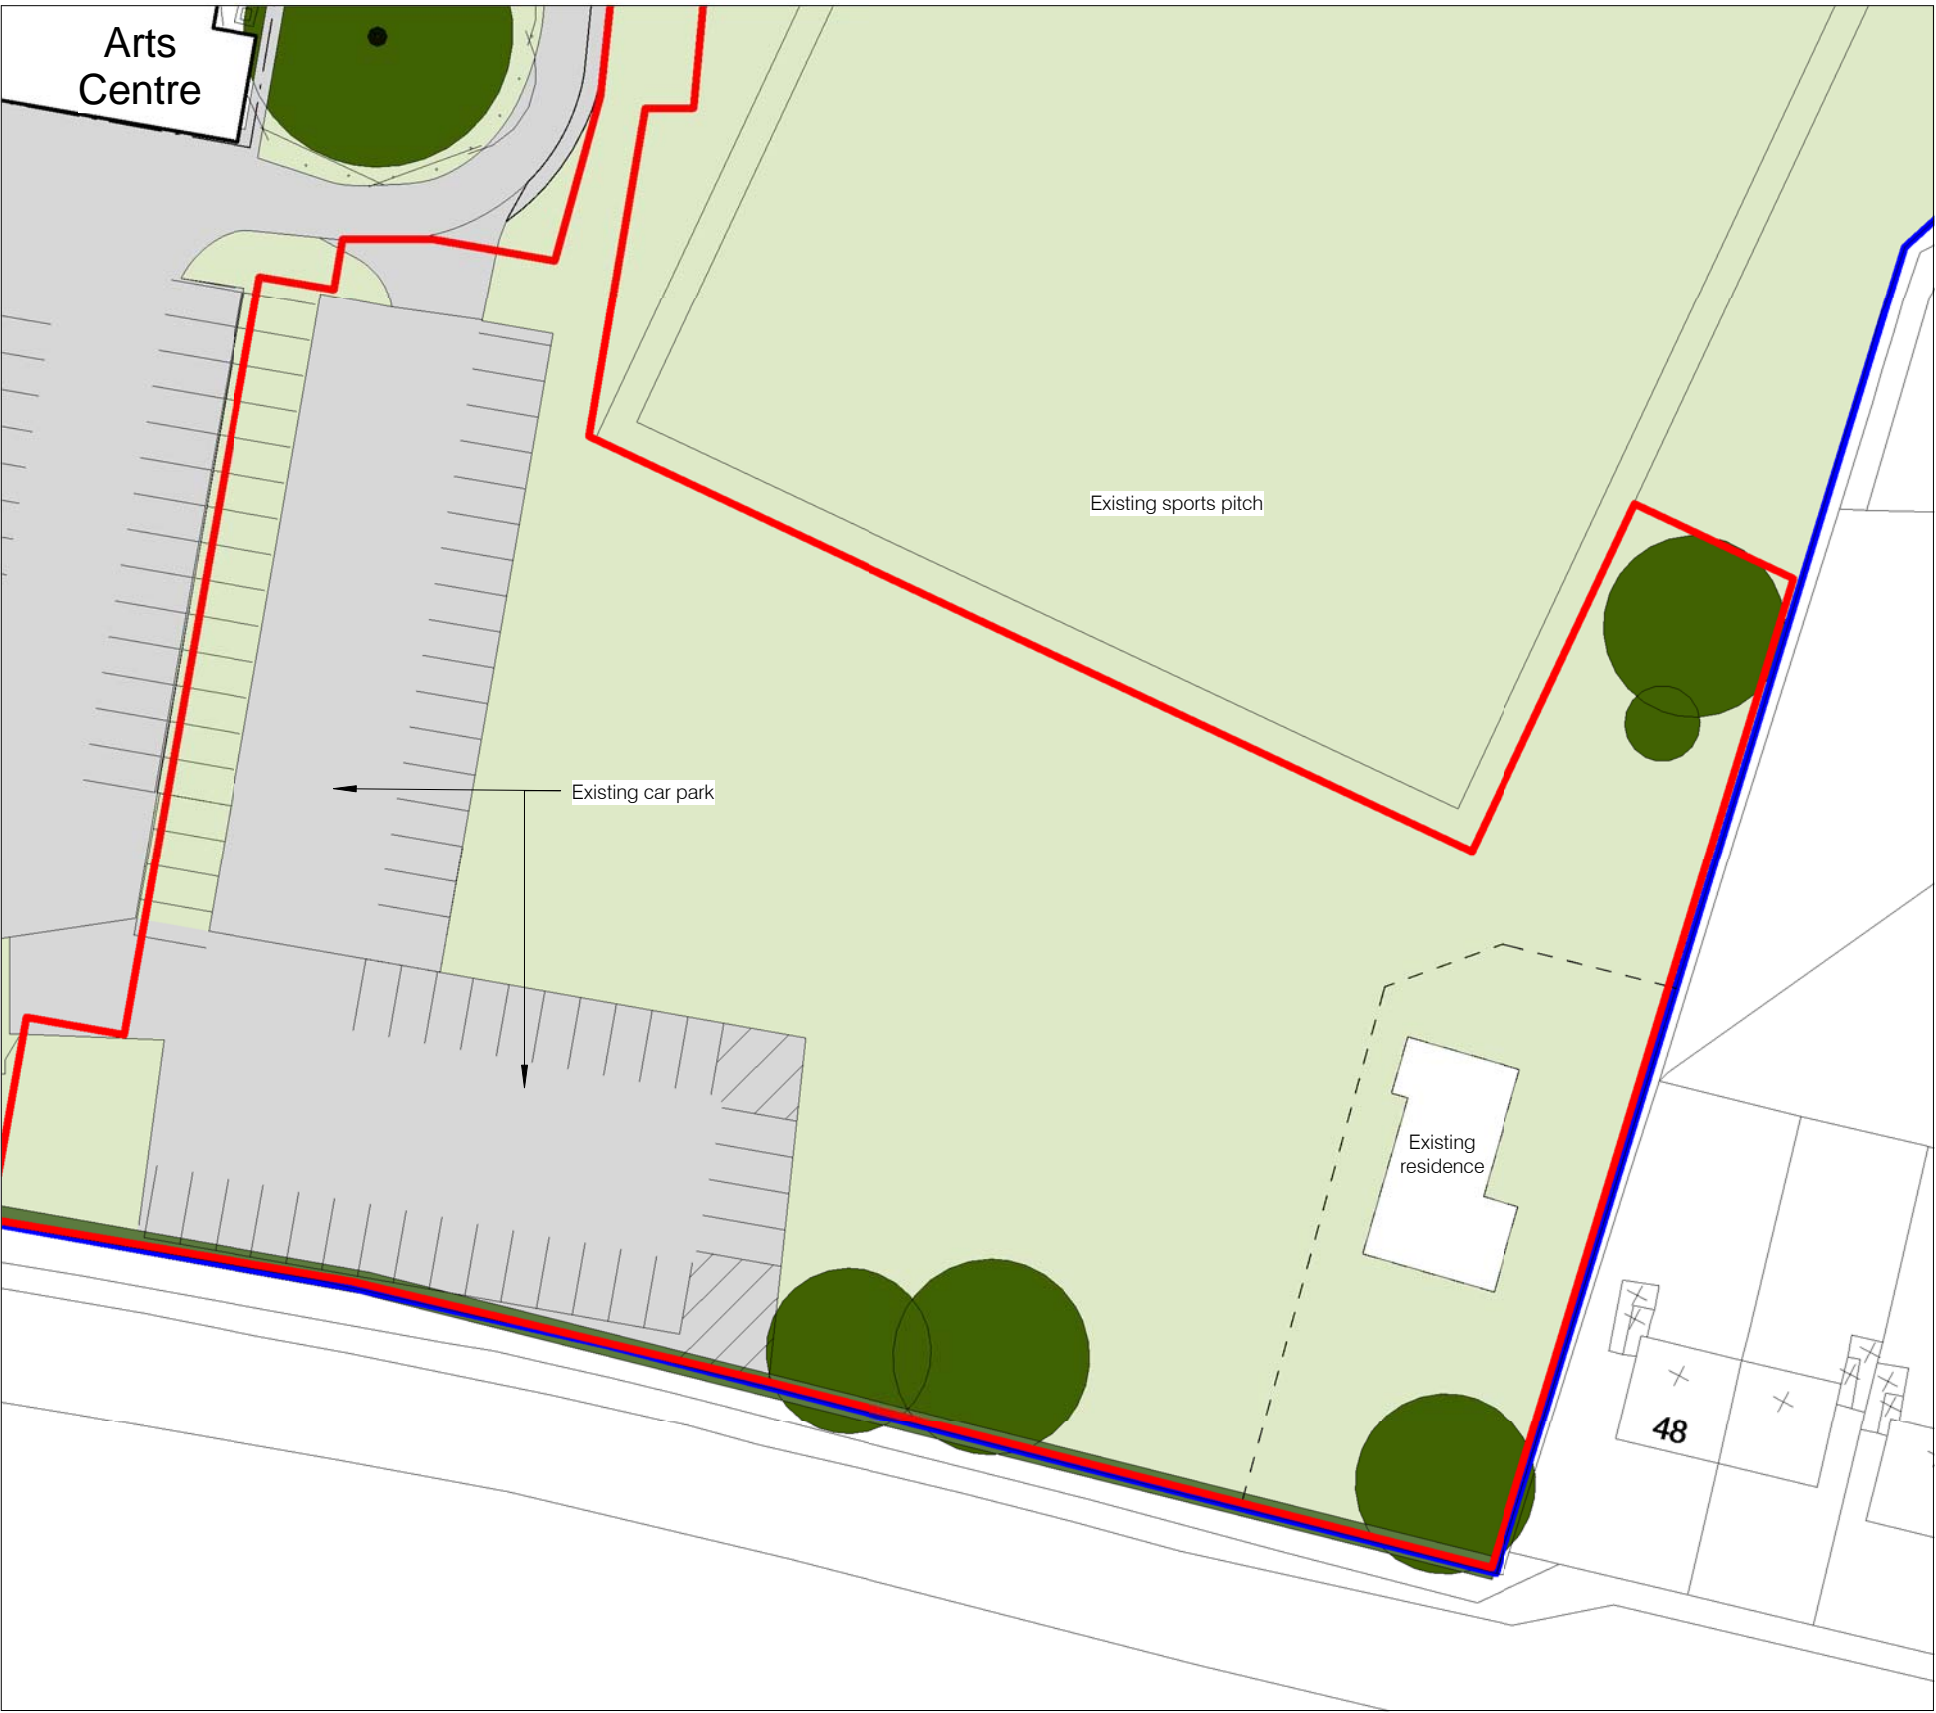 Arts
Centre
Existing sports pitch
Existing car park
Existing
residence
48